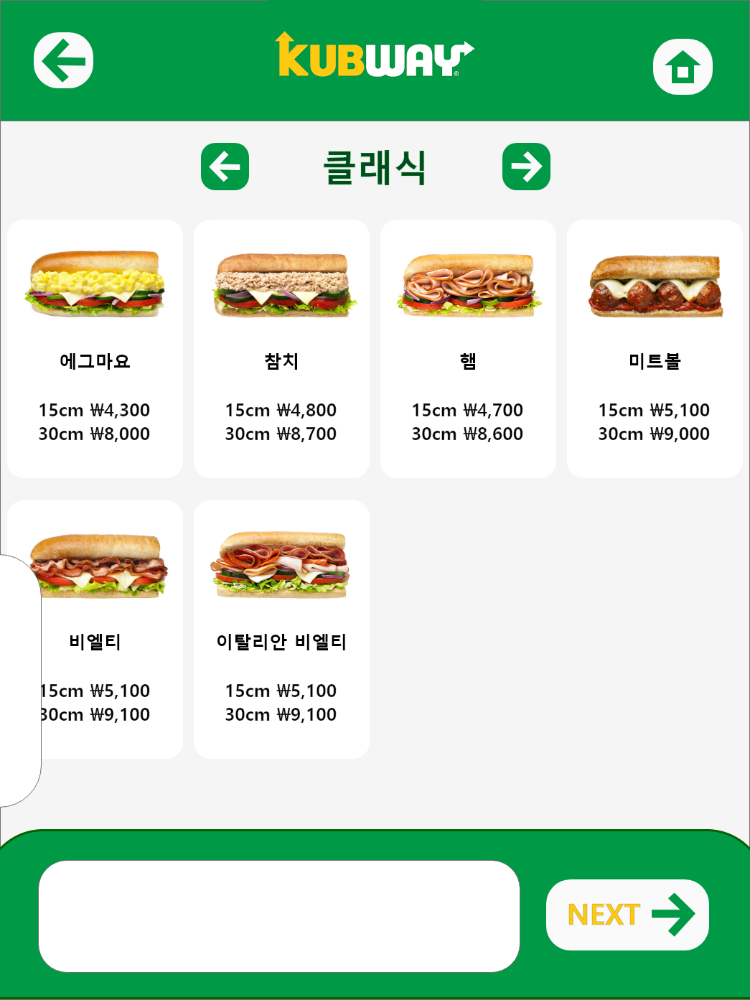 KUBWAY®
클래식
에그마요
15cm ₩4,300
30cm ₩8,000
참치
15cm ₩4,800
30cm ₩8,700
햄
15cm ₩4,700
30cm ₩8,600
미트볼
15cm ₩5,100
30cm ₩9,000
비엘티
15cm ₩5,100
30cm ₩9,100
이탈리안 비엘티
15cm ₩5,100
30cm ₩9,100
NEXT